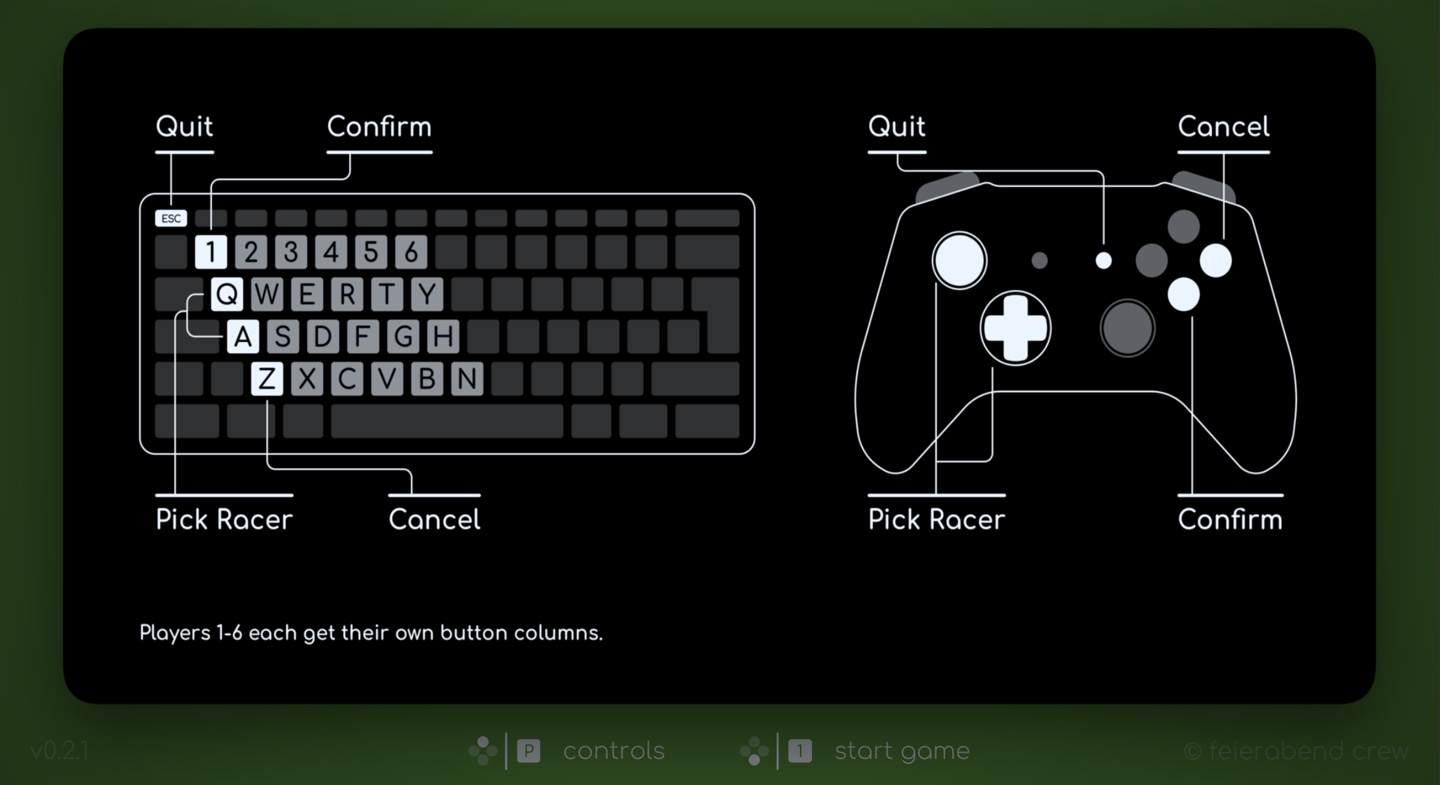 Quit Confirm
Quit Cancel
ESC
1 2 3 4 5 6
Q W E R T Y
A S D F G H
Z X C V B N
Pick Racer Cancel
Pick Racer Confirm
Players 1-6 each get their own button columns.
v0.2.1
P controls
1 start game
© feierabend crew